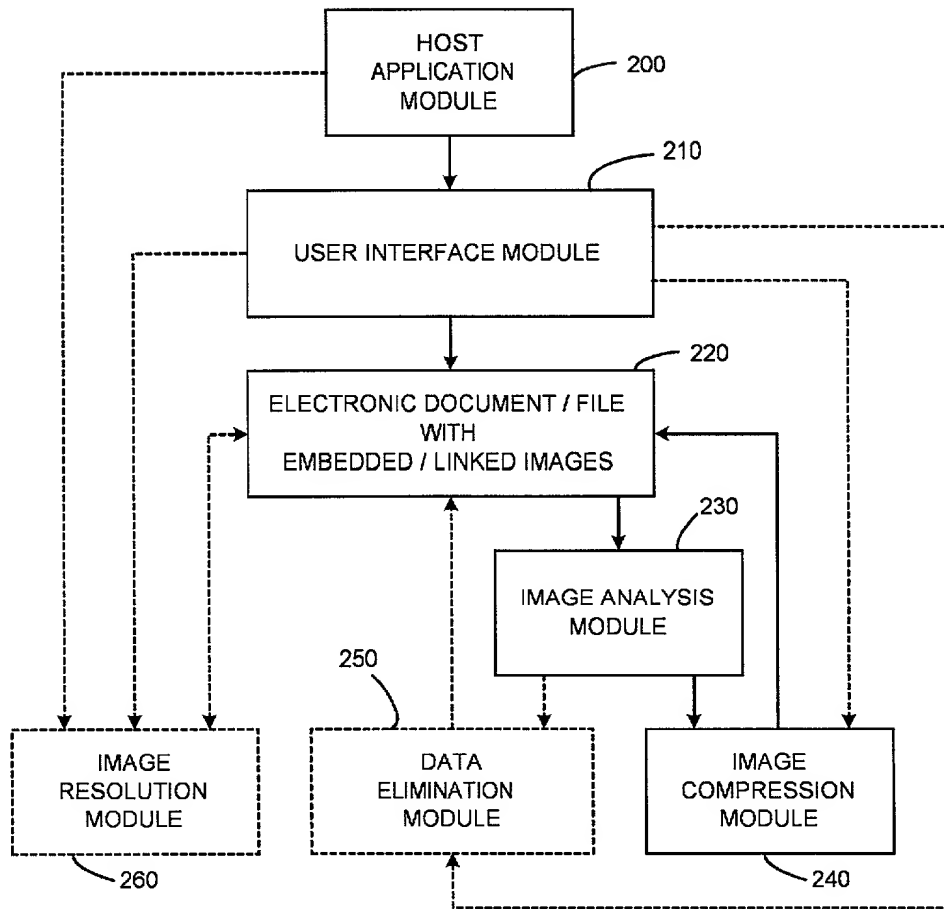 HOST
APPLICATION
MODULE
200
210
USER INTERFACE MODULE
220
ELECTRONIC DOCUMENT / FILE
WITH
EMBEDDED / LINKED IMAGES
230
IMAGE ANALYSIS
MODULE
250
IMAGE
RESOLUTION
MODULE
DATA
ELIMINATION
MODULE
IMAGE
COMPRESSION
MODULE
260
240